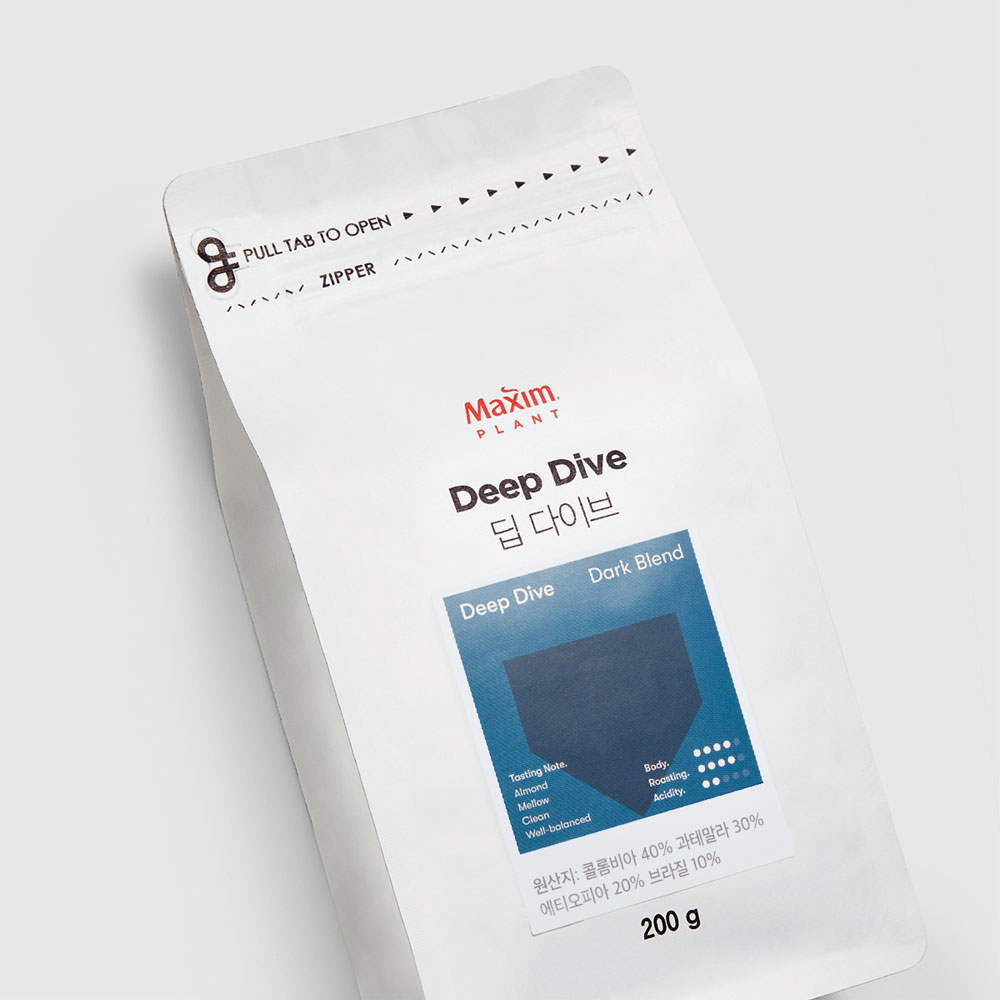 PULL TAB TO OPEN
ZIPPER
Maxim.
PLANT
Deep Dive
딥 다이브
Deep Dive Dark Blend
Tasting Note.
Almond
Mellow
Clean
Well-balanced
Body.
Roasting.
Acidity.
원산지: 콜롬비아 40% 과테말라 30%
에티오피아 20% 브라질 10%
200 g